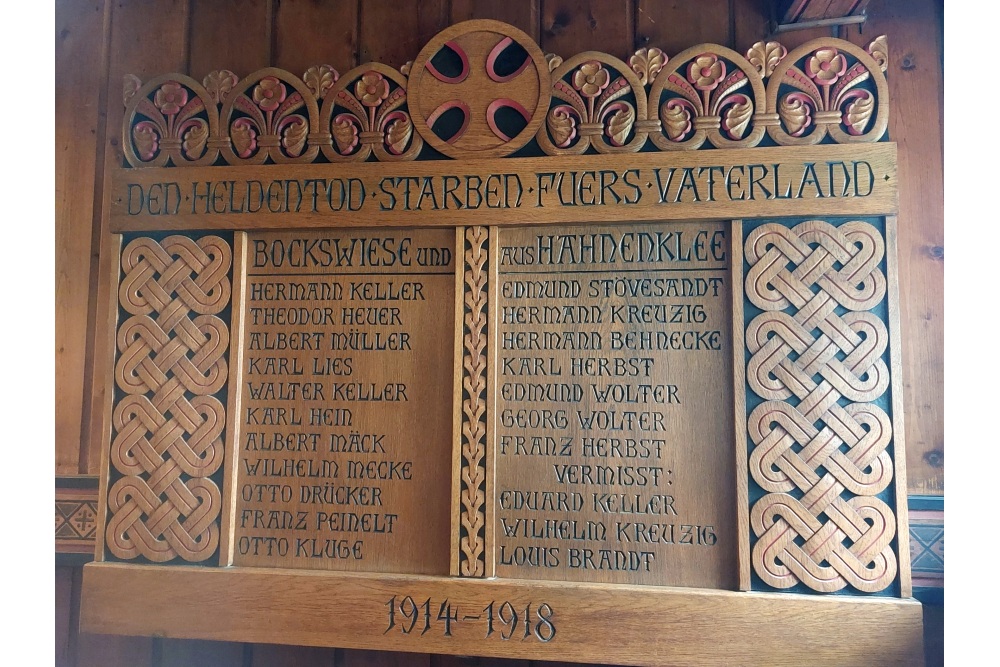 DEN·HELDENTOD·STARBEN·FUERS·VATERLAND·
BOCKSWIESE UND
HERMANN KELLER
THEODOR HEUER
ALBERT MÜLLER
KARL LIES
WALTER KELLER
KARL HEIN
ALBERT MÄCK
WILHELM MECKE
OTTO DRÜCKER
FRANZ PEINELT
OTTO KLUGE
AUS HAHNENKLEE
EDMUND STÖVESANDT
HERMANN KREUZIG
HERMANN BEHNECKE
KARL HERBST
EDMUND WOLTER
GEORG WOLTER
FRANZ HERBST
VERMISST:
EDUARD KELLER
WILHELM KREUZIG
LOUIS BRANDT
1914-1918